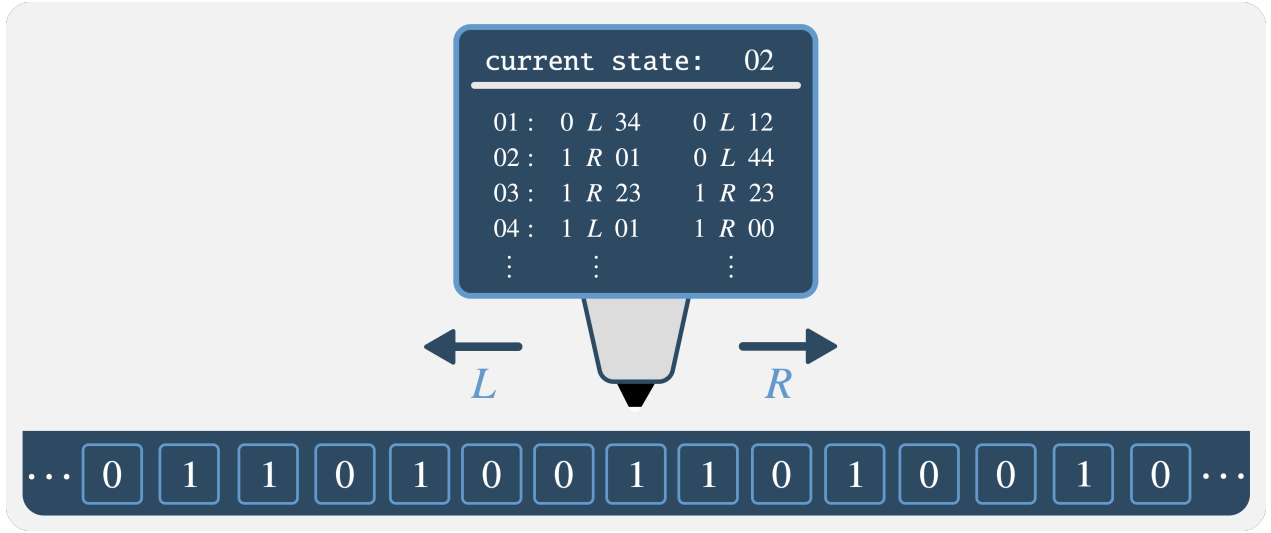 current state: 02
01 : 0 L 34 0 L 12
02 : 1 R 01 0 L 44
03 : 1 R 23 1 R 23
04 : 1 L 01 1 R 00
⋮ ⋮ ⋮
L R
··· 0 1 1 0 1 0 0 1 1 0 1 0 0 1 0 ···